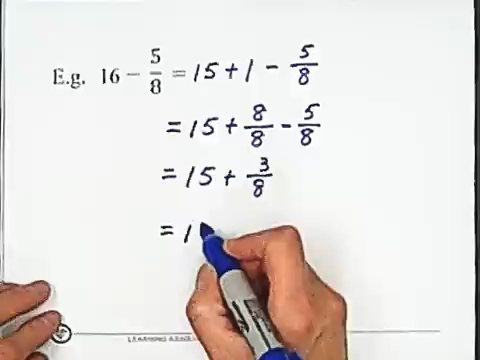 E.g. 16 − 5/8 = 15 + 1 − 5/8
= 15 + 8/8 − 5/8
= 15 + 3/8
= 1